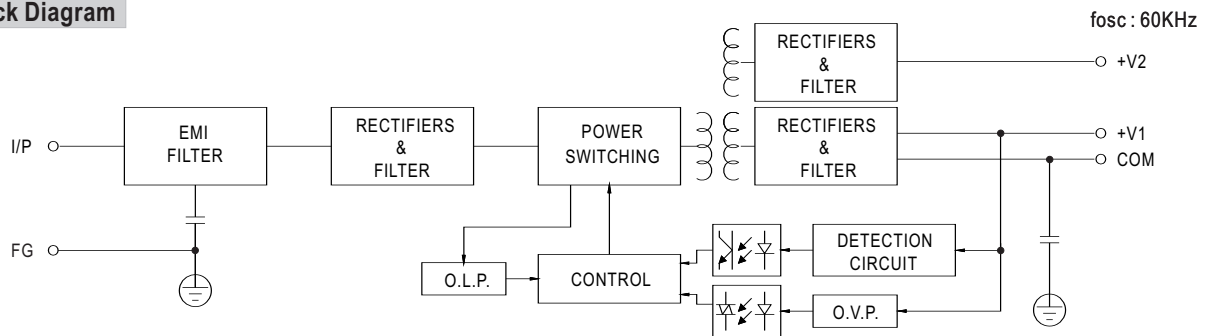 ck Diagram
fosc : 60KHz
RECTIFIERS
&
FILTER
+V2
I/P
EMI
FILTER
RECTIFIERS
&
FILTER
POWER
SWITCHING
RECTIFIERS
&
FILTER
+V1
COM
FG
O.L.P.
CONTROL
DETECTION
CIRCUIT
O.V.P.